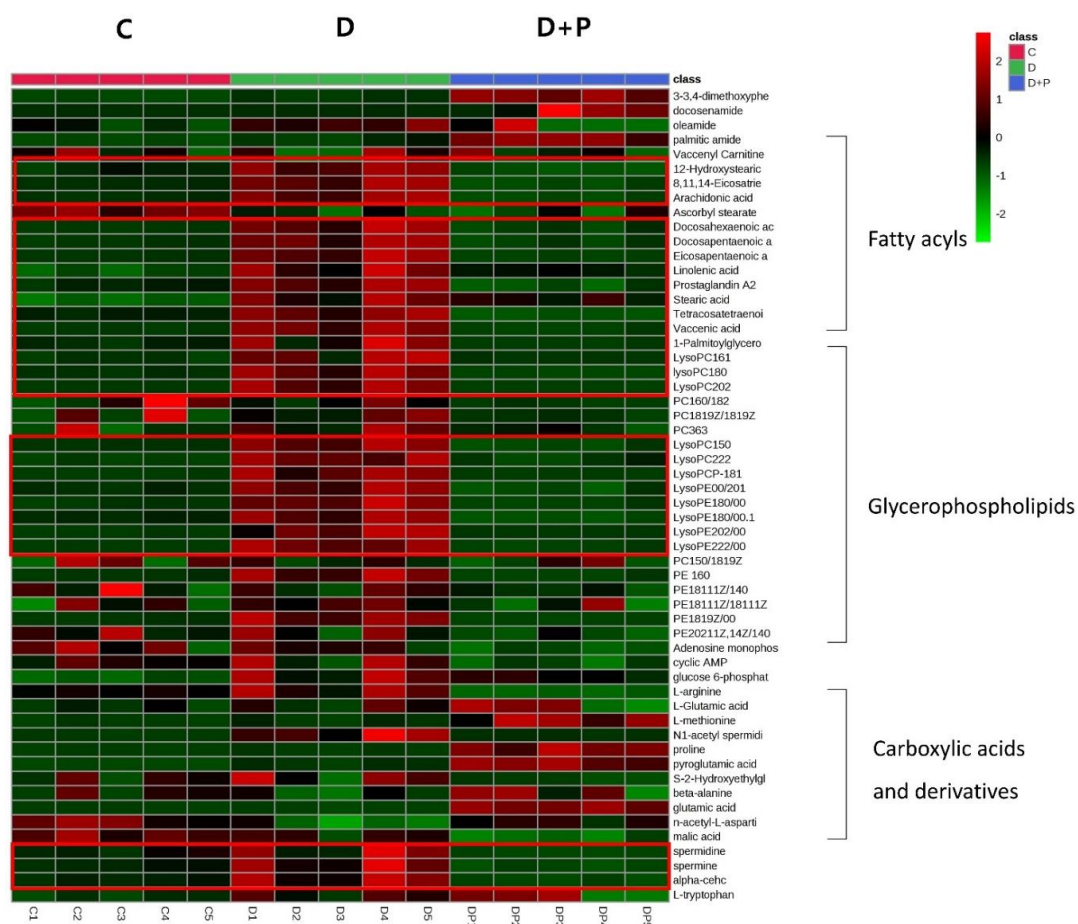 C D D+P
class
3-3,4-dimethoxyphe
docosenamide
oleamide
palmitic amide
Vaccenyl Carnitine
12-Hydroxystearic
8,11,14-Eicosatrie
Arachidonic acid
Ascorbyl stearate
Docosahexaenoic ac
Docosapentaenoic a
Eicosapentaenoic a
Linolenic acid
Prostaglandin A2
Stearic acid
Tetracosatetraenoi
Vaccenic acid
1-Palmitoylglycero
LysoPC161
lysoPC180
LysoPC202
PC160/182
PC1819Z/1819Z
PC363
LysoPC150
LysoPC222
LysoPCP-181
LysoPE00/201
LysoPE180/00
LysoPE180/00.1
LysoPE202/00
LysoPE222/00
PC150/1819Z
PE 160
PE18111Z/140
PE18111Z/18111Z
PE1819Z/00
PE20211Z,14Z/140
Adenosine monophos
cyclic AMP
glucose 6-phosphat
L-arginine
L-Glutamic acid
L-methionine
N1-acetyl spermidi
proline
pyroglutamic acid
S-2-Hydroxyethylgl
beta-alanine
glutamic acid
n-acetyl-L-asparti
malic acid
spermidine
spermine
alpha-cehc
L-tryptophan
C1 C2 C3 C4 C5 D1 D2 D3 D4 D5
Fatty acyls
Glycerophospholipids
Carboxylic acids
and derivatives
2
1
0
-1
-2
class
C
D
D+P